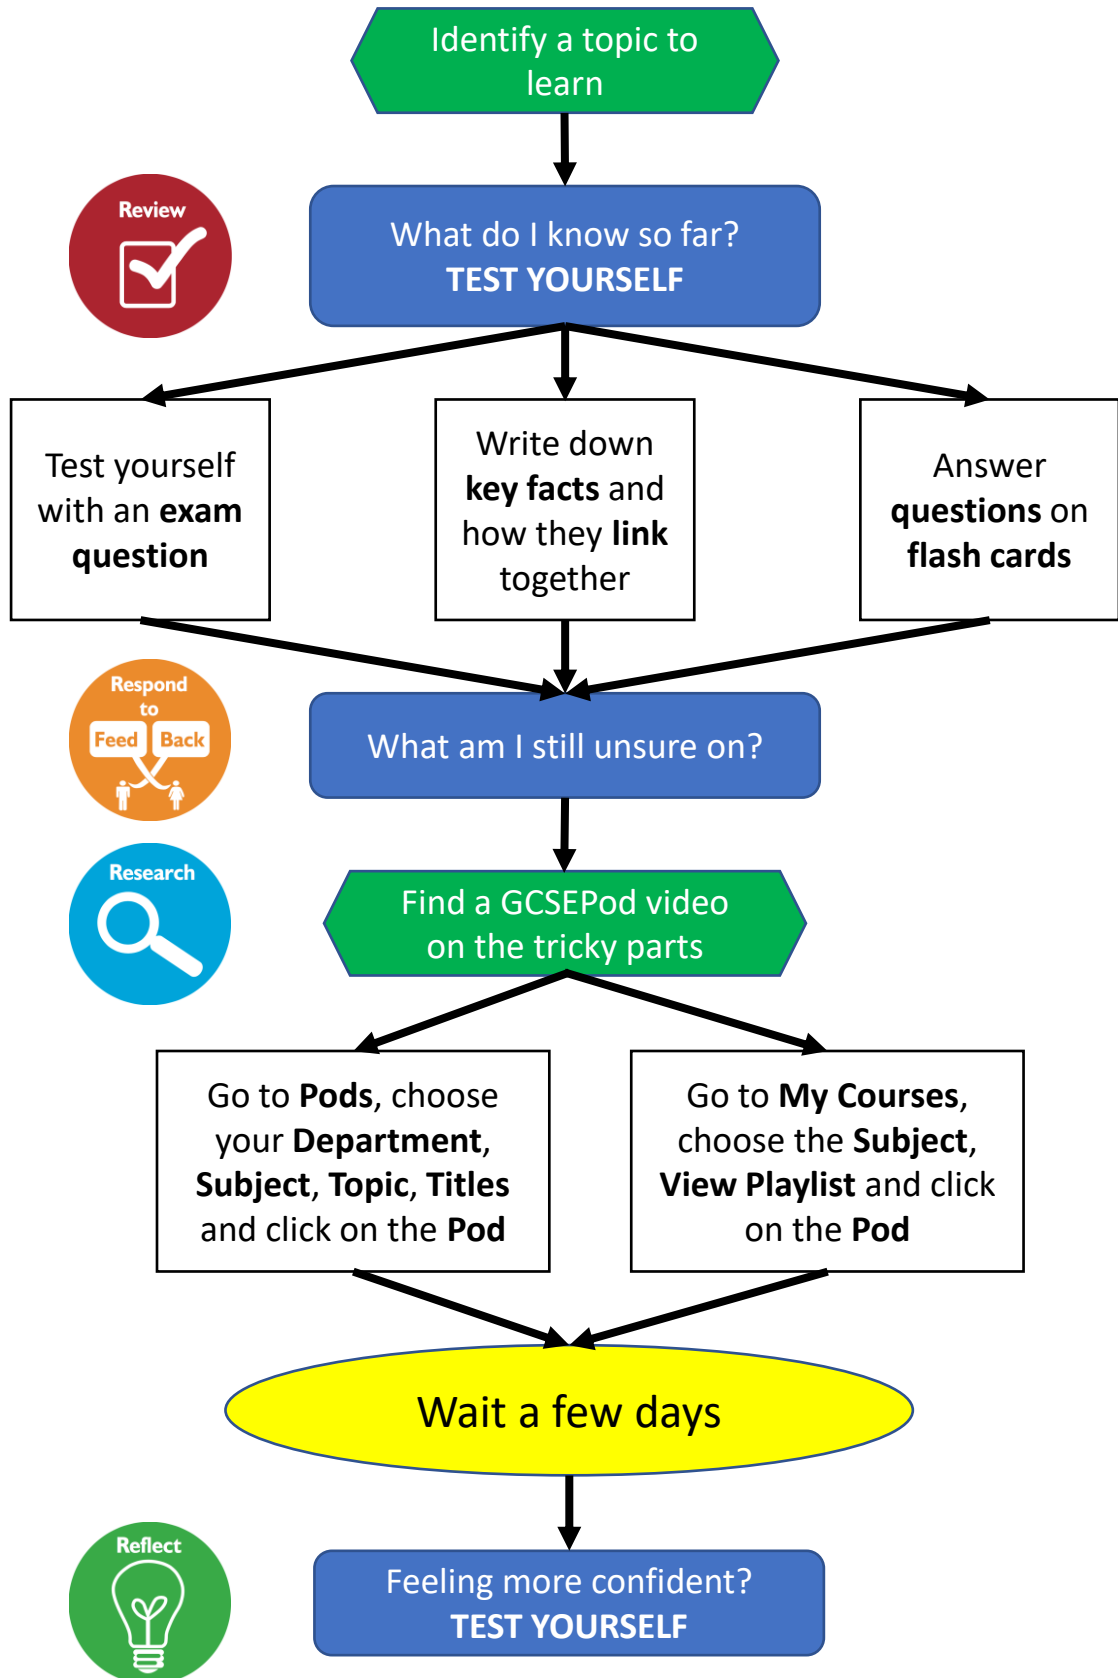 Identify a topic to
learn
Review
What do I know so far?
TEST YOURSELF
Test yourself
with an exam
question
Write down
key facts and
how they link
together
Answer
questions on
flash cards
Respond
to
Feed Back
What am I still unsure on?
Research
Find a GCSEPod video
on the tricky parts
Go to Pods, choose
your Department,
Subject, Topic, Titles
and click on the Pod
Go to My Courses,
choose the Subject,
View Playlist and click
on the Pod
Wait a few days
Reflect
Feeling more confident?
TEST YOURSELF